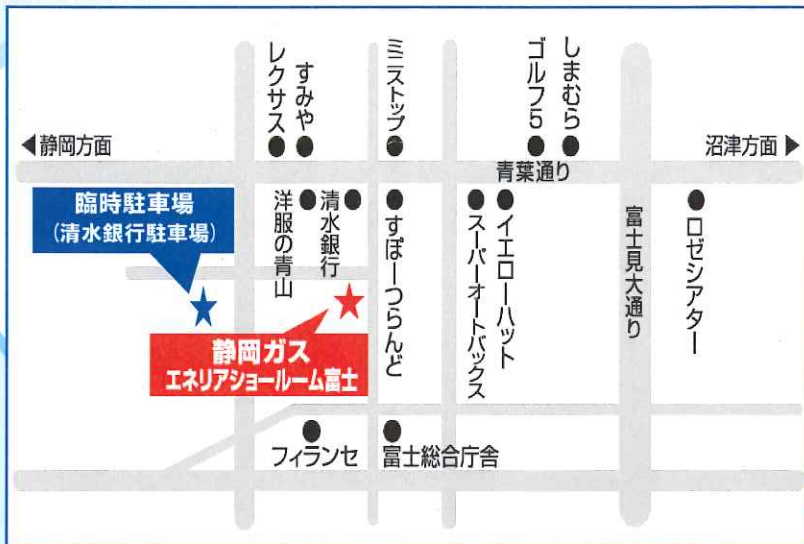 レクサス
すみや
ミニストップ
ゴルフ5
しまむら
◀静岡方面
沼津方面▶
青葉通り
臨時駐車場
(清水銀行駐車場)
洋服の青山
清水銀行
すぽーつらんど
スーパーオートバックス
イエローハット
富士見大通り
ロゼシアター
静岡ガス
エネリアショールーム富士
フィランセ
富士総合庁舎